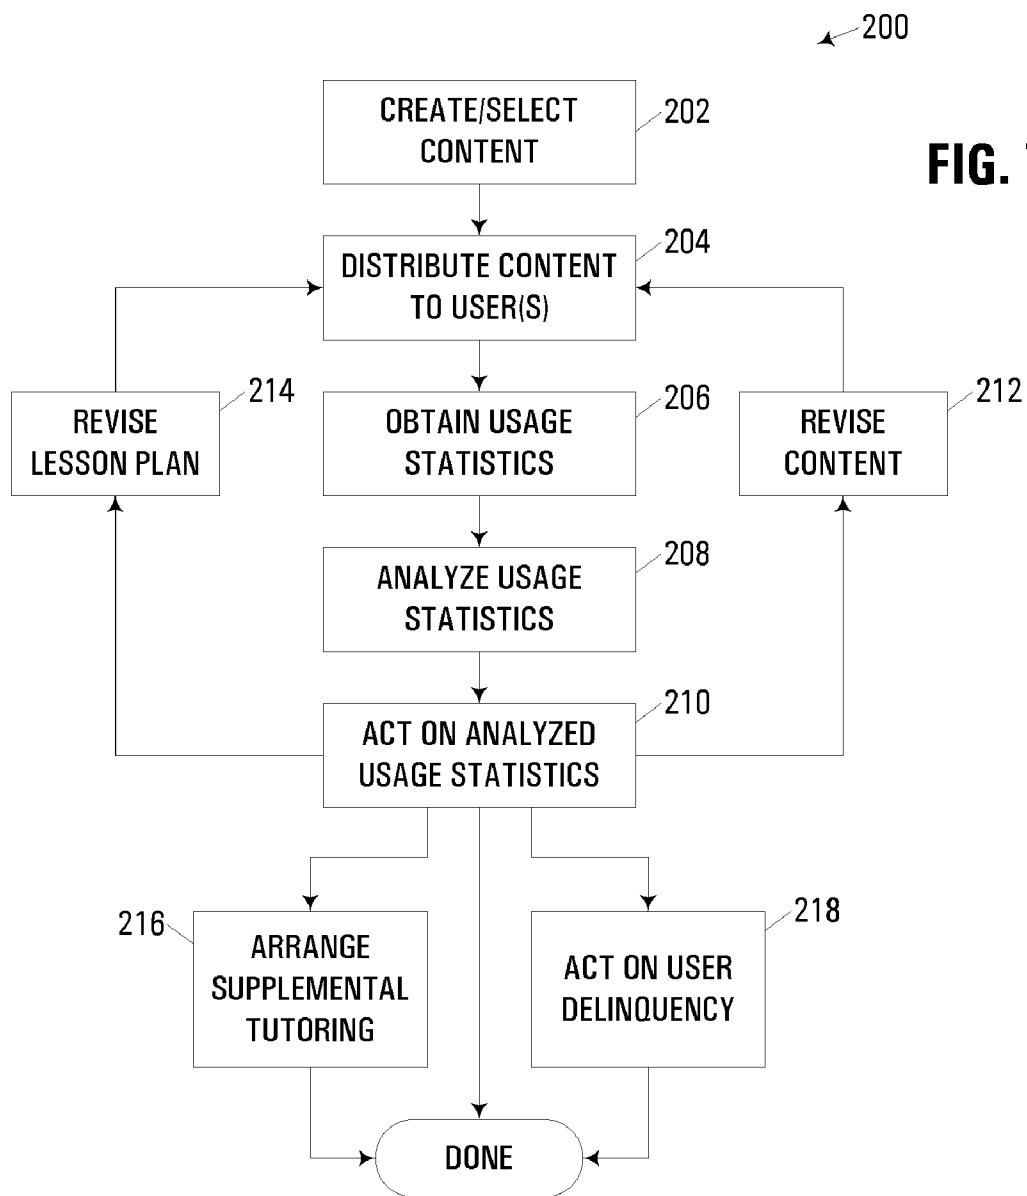 200
CREATE/SELECT
CONTENT
202
FIG.
DISTRIBUTE CONTENT
TO USER(S)
204
REVISE
LESSON PLAN
214
OBTAIN USAGE
STATISTICS
206
REVISE
CONTENT
212
ANALYZE USAGE
STATISTICS
208
ACT ON ANALYZED
USAGE STATISTICS
210
216
ARRANGE
SUPPLEMENTAL
TUTORING
ACT ON USER
DELINQUENCY
218
DONE